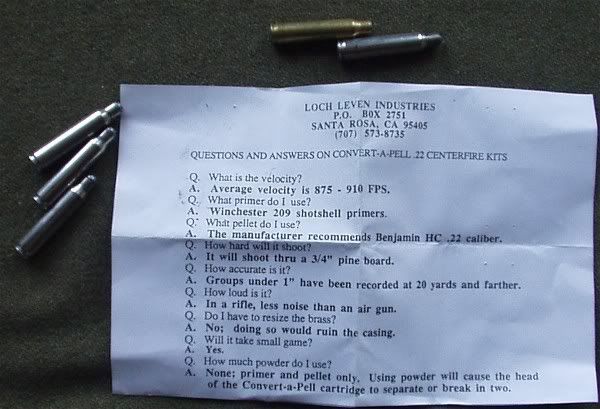 LOCH LEVEN INDUSTRIES
P.O. BOX 2751
SANTA ROSA, CA 95405
(707) 573-8735
QUESTIONS AND ANSWERS ON CONVERT-A-PELL .22 CENTERFIRE KITS
Q. What is the velocity?
A. Average velocity is 875 - 910 FPS.
Q. What primer do I use?
A. Winchester 209 shotshell primers.
Q. What pellet do I use?
A. The manufacturer recommends Benjamin HC .22 caliber.
Q. How hard will it shoot?
A. It will shoot thru a 3/4" pine board.
Q. How accurate is it?
A. Groups under 1" have been recorded at 20 yards and farther.
Q. How loud is it?
A. In a rifle, less noise than an air gun.
Q. Do I have to resize the brass?
A. No; doing so would ruin the casing.
Q. Will it take small game?
A. Yes.
Q. How much powder do I use?
A. None; primer and pellet only. Using powder will cause the head
of the Convert-a-Pell cartridge to separate or break in two.